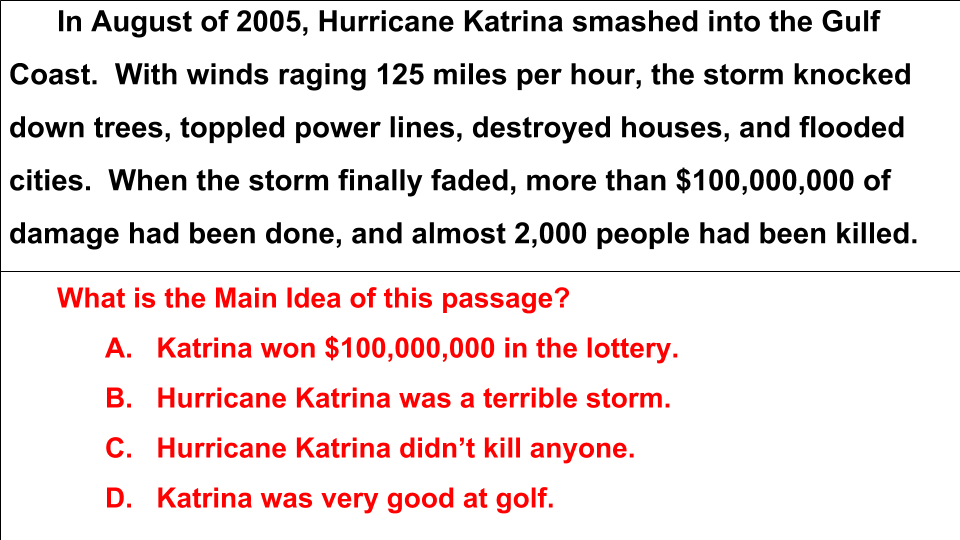 In August of 2005, Hurricane Katrina smashed into the Gulf
Coast.  With winds raging 125 miles per hour, the storm knocked
down trees, toppled power lines, destroyed houses, and flooded
cities.  When the storm finally faded, more than $100,000,000 of
damage had been done, and almost 2,000 people had been killed.
What is the Main Idea of this passage?
A. Katrina won $100,000,000 in the lottery.
B. Hurricane Katrina was a terrible storm.
C. Hurricane Katrina didn’t kill anyone.
D. Katrina was very good at golf.